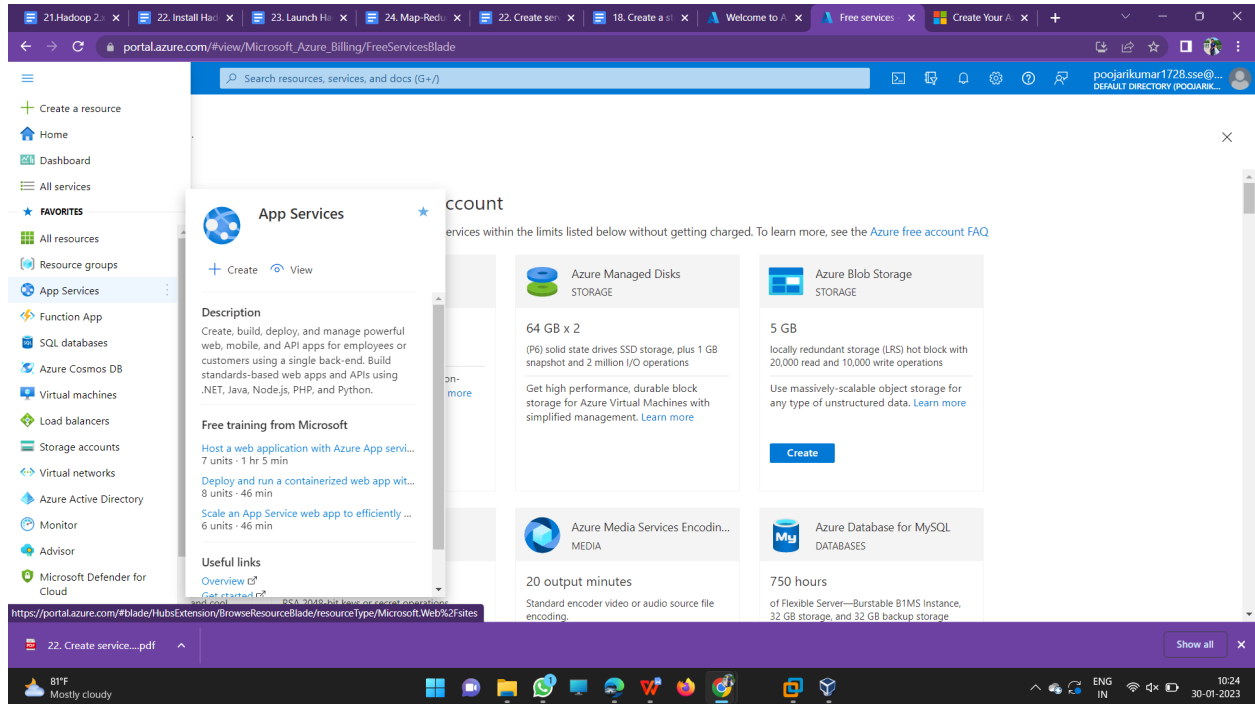 21.Hadoop 2.x
22. Install Had
23. Launch Ha
24. Map-Redu
22. Create serv
18. Create a st
Welcome to A
Free services -
Create Your A
portal.azure.com/#view/Microsoft_Azure_Billing/FreeServicesBlade
Search resources, services, and docs (G+/)
poojarikumar1728.sse@...
DEFAULT DIRECTORY (POOJARIK...
Create a resource
Home
Dashboard
All services
FAVORITES
All resources
Resource groups
App Services
Function App
SQL databases
Azure Cosmos DB
Virtual machines
Load balancers
Storage accounts
Virtual networks
Azure Active Directory
Monitor
Advisor
Microsoft Defender for
Cloud
App Services
Create View
Description
Create, build, deploy, and manage powerful
web, mobile, and API apps for employees or
customers using a single back-end. Build
standards-based web apps and APIs using
.NET, Java, Node.js, PHP, and Python.
Free training from Microsoft
Host a web application with Azure App servi...
7 units · 1 hr 5 min
Deploy and run a containerized web app wit...
8 units · 46 min
Scale an App Service web app to efficiently ...
6 units · 46 min
Useful links
Overview
Get started
ccount
ervices within the limits listed below without getting charged. To learn more, see the Azure free account FAQ
on-
more
Azure Managed Disks
STORAGE
64 GB x 2
(P6) solid state drives SSD storage, plus 1 GB
snapshot and 2 million I/O operations
Get high performance, durable block
storage for Azure Virtual Machines with
simplified management. Learn more
Azure Blob Storage
STORAGE
5 GB
locally redundant storage (LRS) hot block with
20,000 read and 10,000 write operations
Use massively-scalable object storage for
any type of unstructured data. Learn more
Create
Azure Media Services Encodin...
MEDIA
20 output minutes
Standard encoder video or audio source file
encoding.
Azure Database for MySQL
My
DATABASES
750 hours
of Flexible Server—Burstable B1MS Instance,
32 GB storage, and 32 GB backup storage
and cool RSA 2048-bit keys or secret operations
https://portal.azure.com/#blade/HubsExtension/BrowseResourceBlade/resourceType/Microsoft.Web%2Fsites
22. Create service....pdf
Show all
81°F
Mostly cloudy
1
ENG
IN
10:24
30-01-2023